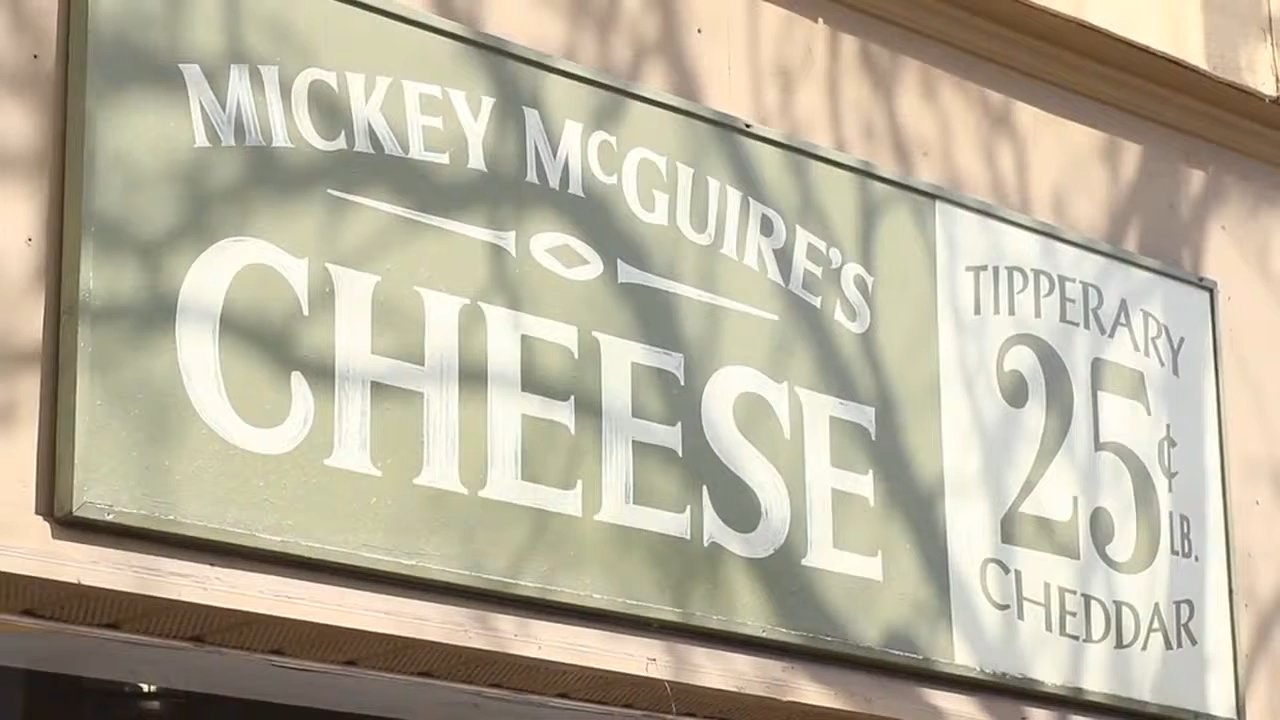 MICKEY McGUIRE'S
CHEESE
TIPPERARY
25¢ LB.
CHEDDAR